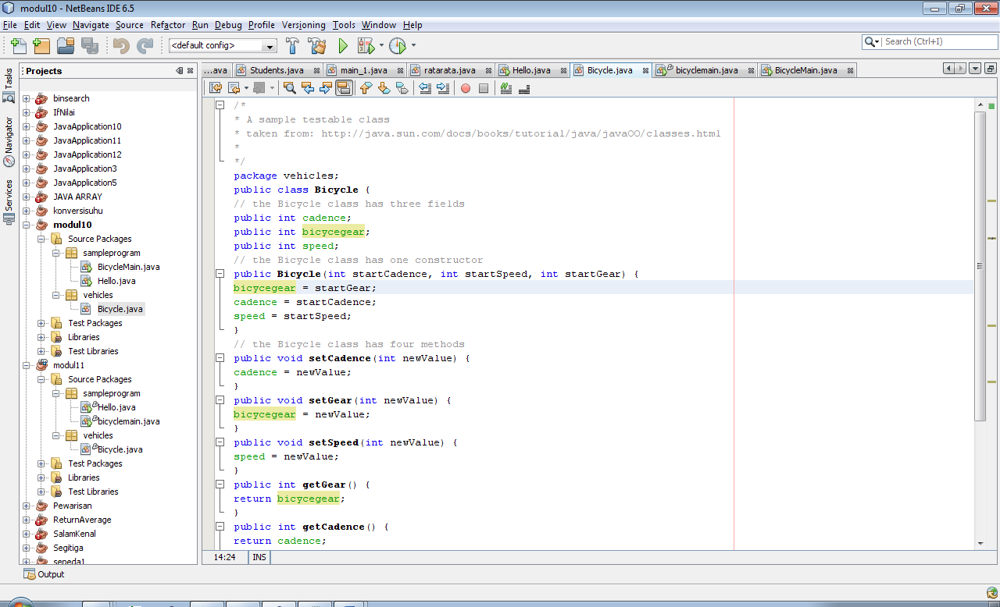 modul10 - NetBeans IDE 6.5
File Edit View Navigate Source Refactor Run Debug Profile Versioning Tools Window Help
<default config>
Search (Ctrl+I)
Tasks
Navigator
Services
Projects
binsearch
IfNilai
JavaApplication10
JavaApplication11
JavaApplication12
JavaApplication3
JavaApplication5
JAVA ARRAY
konversisuhu
modul10
Source Packages
sampleprogram
BicycleMain.java
Hello.java
vehicles
Bicycle.java
Test Packages
Libraries
Test Libraries
modul11
Source Packages
sampleprogram
Hello.java
bicyclemain.java
vehicles
Bicycle.java
Test Packages
Libraries
Test Libraries
Pewarisan
ReturnAverage
SalamKenal
Segitiga
seneda1
...ava Students.java main_1.java ratarata.java Hello.java Bicycle.java bicyclemain.java BicycleMain.java
/*
* A sample testable class
* taken from: http://java.sun.com/docs/books/tutorial/java/javaOO/classes.html
*
*/
package vehicles;
public class Bicycle {
// the Bicycle class has three fields
public int cadence;
public int bicycegear;
public int speed;
// the Bicycle class has one constructor
public Bicycle(int startCadence, int startSpeed, int startGear) {
bicycegear = startGear;
cadence = startCadence;
speed = startSpeed;
}
// the Bicycle class has four methods
public void setCadence(int newValue) {
cadence = newValue;
}
public void setGear(int newValue) {
bicycegear = newValue;
}
public void setSpeed(int newValue) {
speed = newValue;
}
public int getGear() {
return bicycegear;
}
public int getCadence() {
return cadence;
14:24 INS
Output